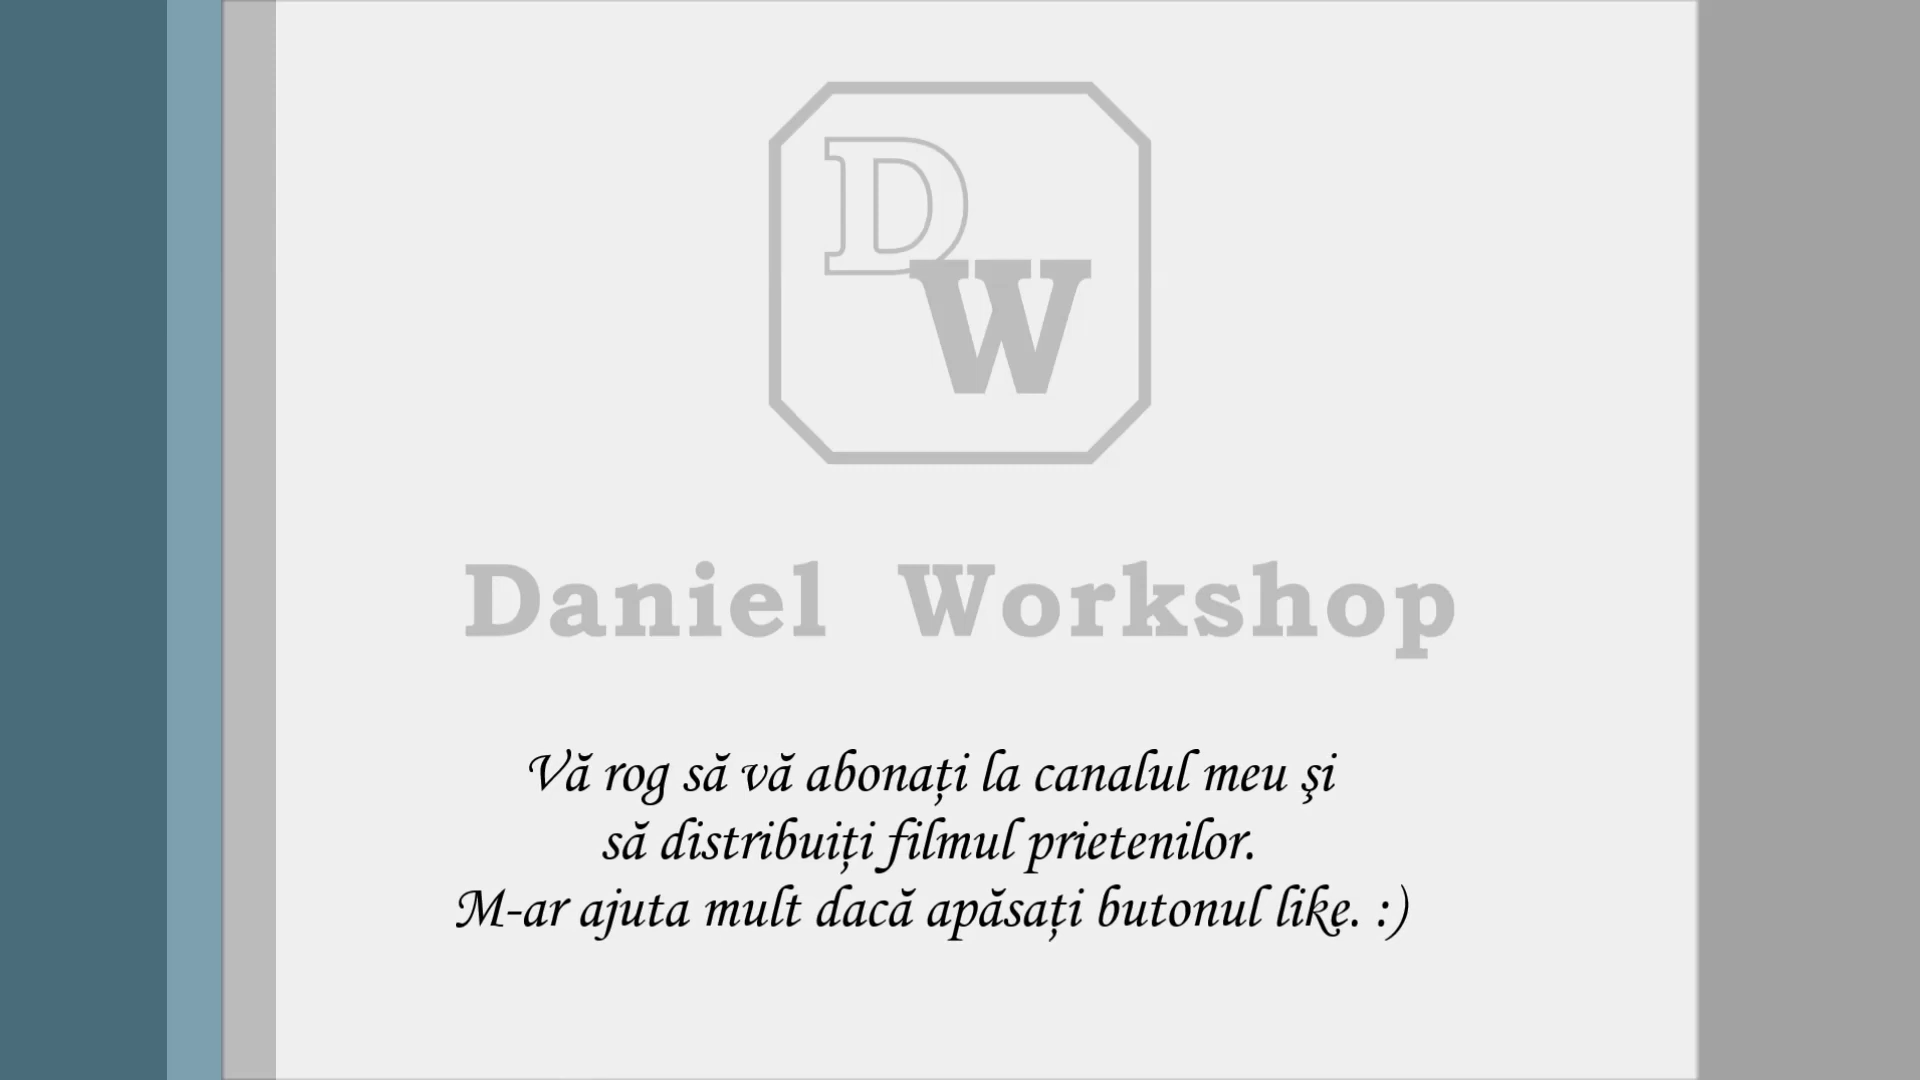 D
W
Daniel Workshop
Vă rog să vă abonați la canalul meu şi
să distribuiți filmul prietenilor.
M-ar ajuta mult dacă apăsați butonul like. :)